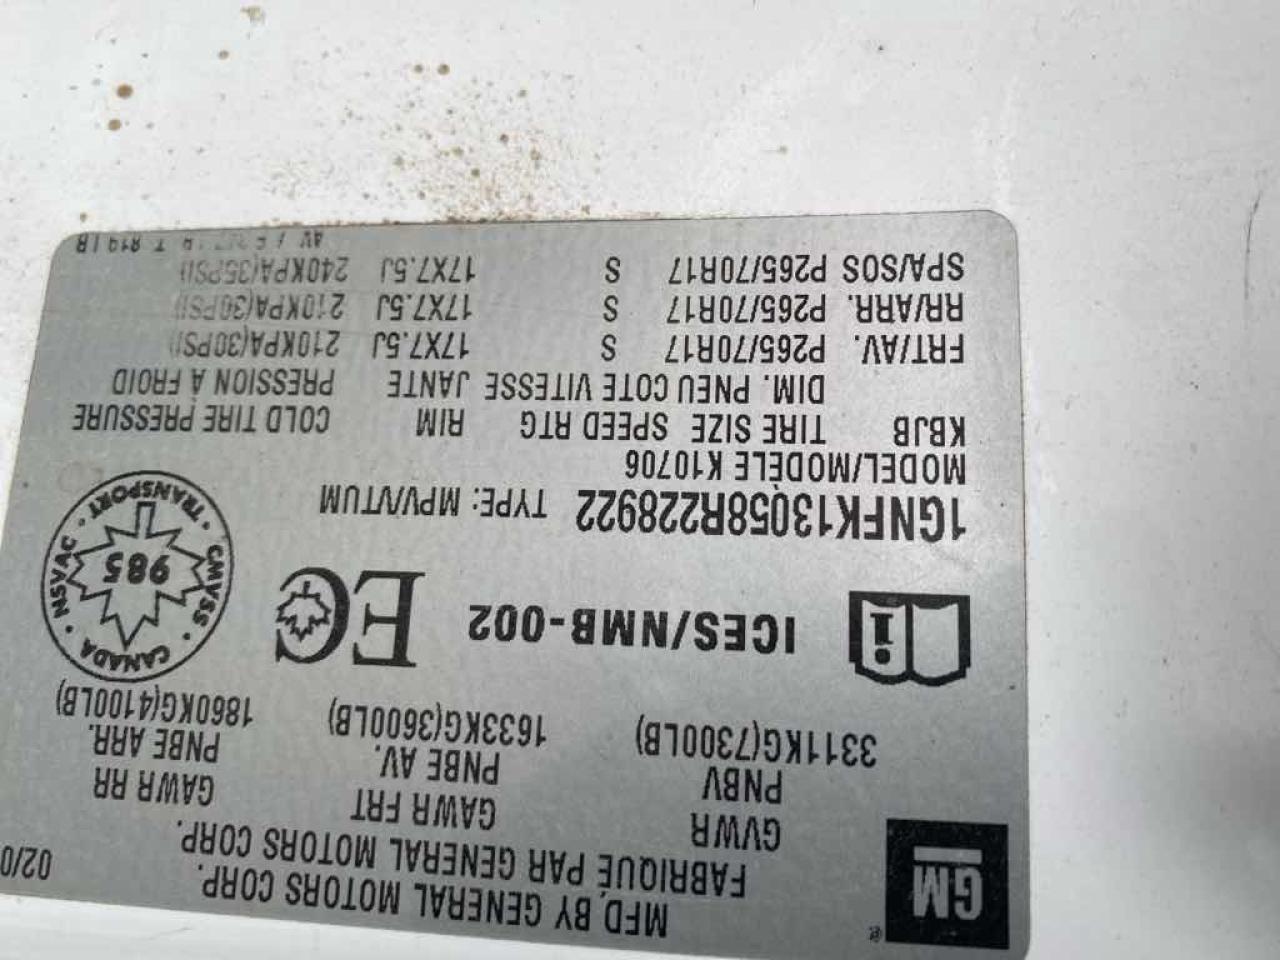 GM
®
MFD. BY GENERAL MOTORS CORP.
FABRIQUÉ PAR GENERAL MOTORS CORP.
02/0
GVWR GAWR FRT GAWR RR
PNBV PNBE AV. PNBE ARR.
3311KG(7300LB) 1633KG(3600LB) 1860KG(4100LB)
i ICES/NMB-002 EC
CANADA • CMVSS • TRANSPORT • NSVAC •
985
1GNFK13058R228922 TYPE: MPV/VTUM
MODEL/MODÈLE K10706
KBJB TIRE SIZE SPEED RTG RIM COLD TIRE PRESSURE
DIM. PNEU COTE VITESSE JANTE PRESSION À FROID
FRT/AV. P265/70R17 S 17X7.5J 210KPA(30PSI)
RR/ARR. P265/70R17 S 17X7.5J 210KPA(30PSI)
SPA/SOS P265/70R17 S 17X7.5J 240KPA(35PSI)
T 819 LB